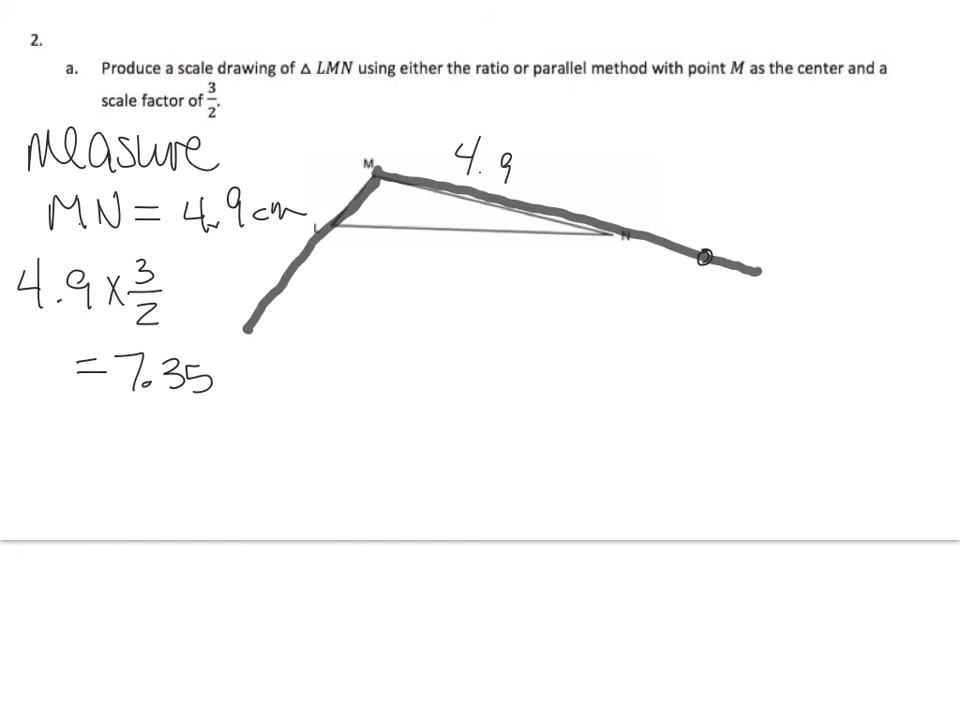 2.
a. Produce a scale drawing of △ LMN using either the ratio or parallel method with point M as the center and a
scale factor of 3/2.
Measure
M
4.9
MN = 4.9cm
L
N
4.9 x 3/2
= 7.35